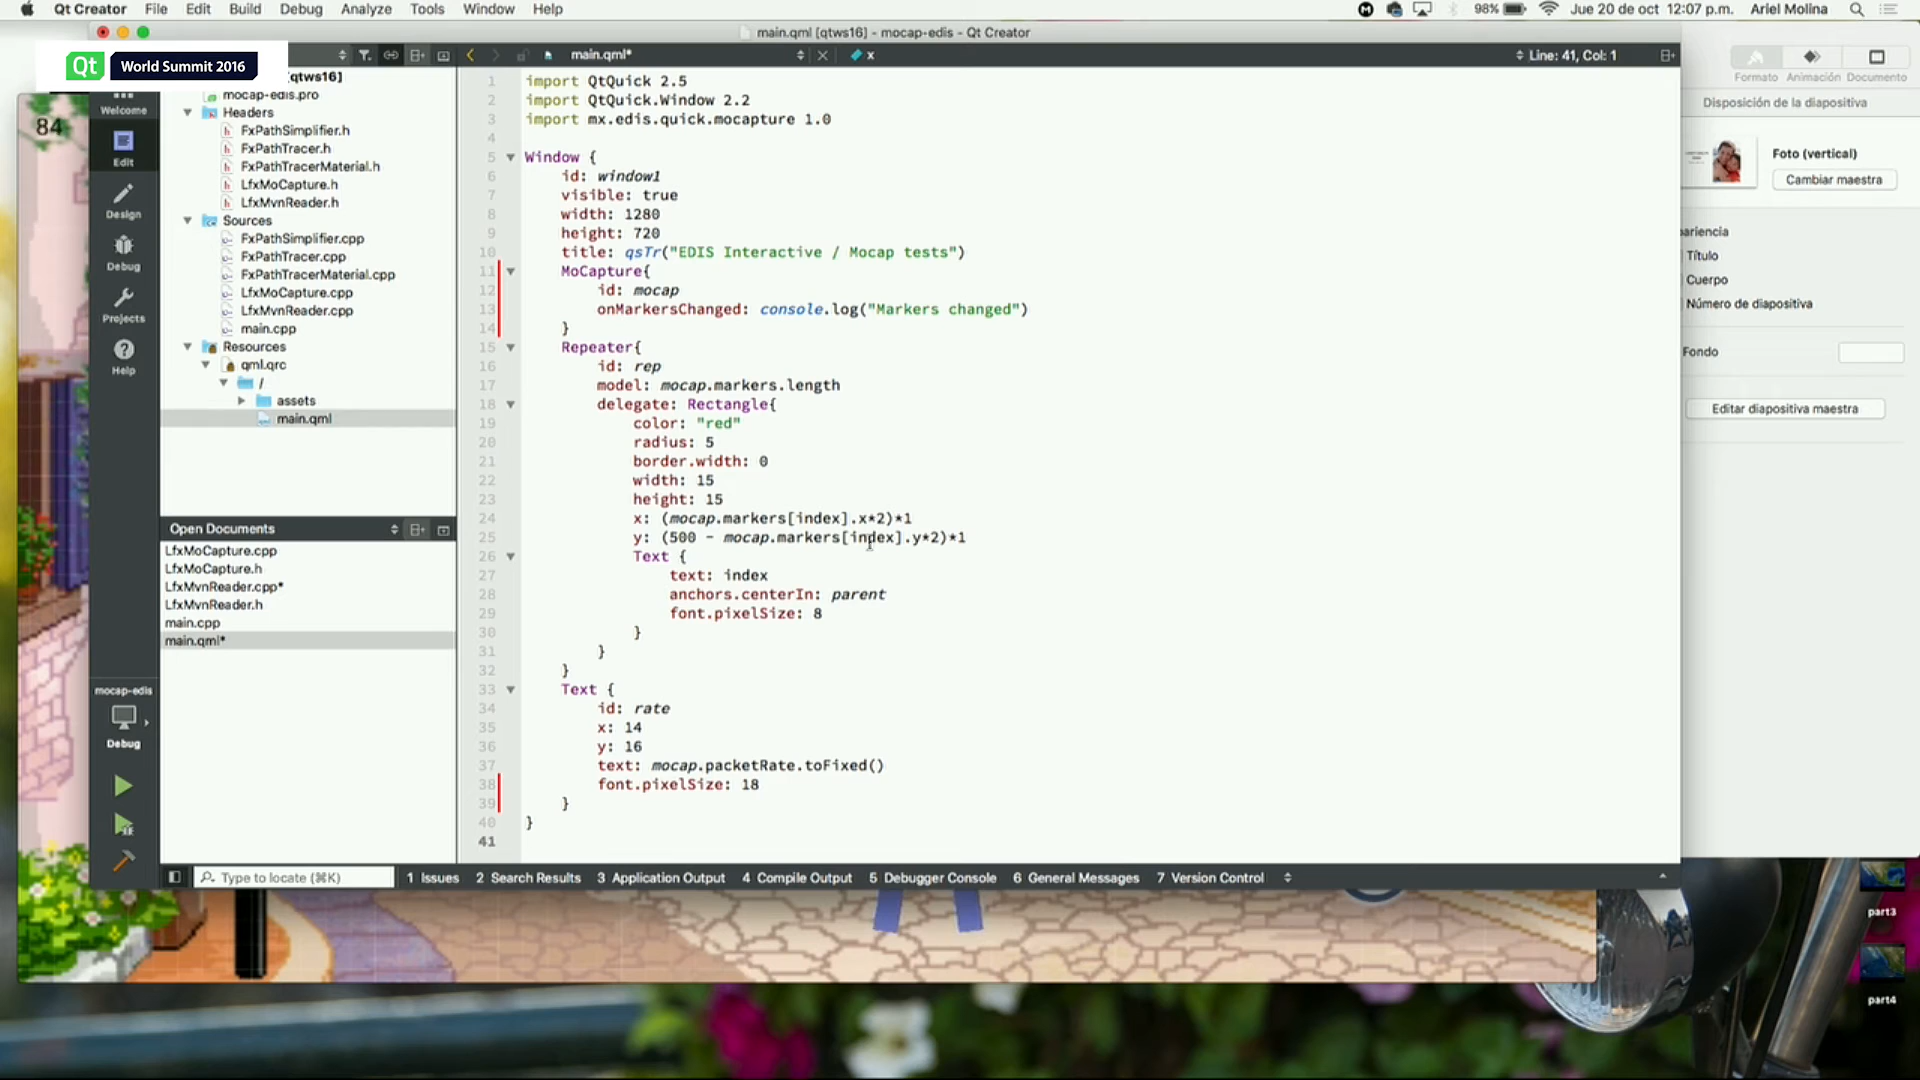 Qt Creator File Edit Build Debug Analyze Tools Window Help
98% Jue 20 de oct 12:07 p.m. Ariel Molina
main.qml [qtws16] - mocap-edis - Qt Creator
Qt World Summit 2016
[qtws16]
main.qml*
x
Line: 41, Col: 1
84
Welcome
Edit
Design
Debug
Projects
Help
mocap-edis
Debug
mocap-edis.pro
Headers
FxPathSimplifier.h
FxPathTracer.h
FxPathTracerMaterial.h
LfxMoCapture.h
LfxMvnReader.h
Sources
FxPathSimplifier.cpp
FxPathTracer.cpp
FxPathTracerMaterial.cpp
LfxMoCapture.cpp
LfxMvnReader.cpp
main.cpp
Resources
qml.qrc
/
assets
main.qml
Open Documents
LfxMoCapture.cpp
LfxMoCapture.h
LfxMvnReader.cpp*
LfxMvnReader.h
main.cpp
main.qml*
1 import QtQuick 2.5
2 import QtQuick.Window 2.2
3 import mx.edis.quick.mocapture 1.0
4
5 Window {
6 id: window1
7 visible: true
8 width: 1280
9 height: 720
10 title: qsTr("EDIS Interactive / Mocap tests")
11 MoCapture{
12 id: mocap
13 onMarkersChanged: console.log("Markers changed")
14 }
15 Repeater{
16 id: rep
17 model: mocap.markers.length
18 delegate: Rectangle{
19 color: "red"
20 radius: 5
21 border.width: 0
22 width: 15
23 height: 15
24 x: (mocap.markers[index].x*2)*1
25 y: (500 - mocap.markers[index].y*2)*1
26 Text {
27 text: index
28 anchors.centerIn: parent
29 font.pixelSize: 8
30 }
31 }
32 }
33 Text {
34 id: rate
35 x: 14
36 y: 16
37 text: mocap.packetRate.toFixed()
38 font.pixelSize: 18
39 }
40 }
41
Type to locate (⌘K)
1 Issues 2 Search Results 3 Application Output 4 Compile Output 5 Debugger Console 6 General Messages 7 Version Control
Formato Animación Documento
Disposición de la diapositiva
Foto (vertical)
Cambiar maestra
pariencia
Título
Cuerpo
Número de diapositiva
Fondo
Editar diapositiva maestra
part3
part4